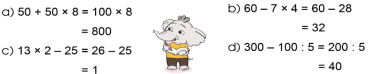 a) 50 + 50 × 8 = 100 × 8
= 800
b) 60 – 7 × 4 = 60 – 28
= 32
c) 13 × 2 – 25 = 26 – 25
= 1
d) 300 – 100 : 5 = 200 : 5
= 40